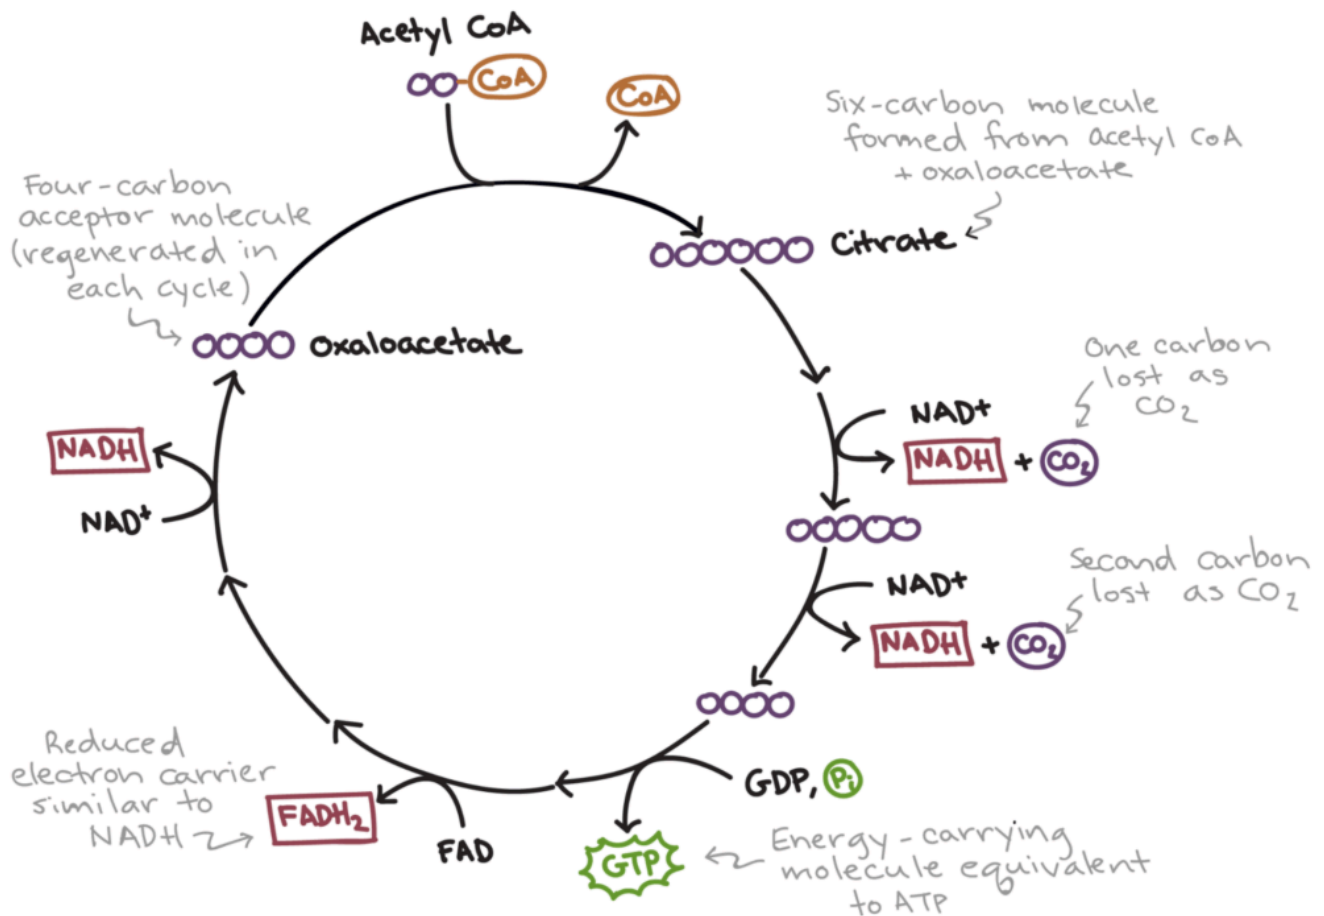 Acetyl CoA
CoA
CoA
Six-carbon molecule
formed from acetyl CoA
+ oxaloacetate
Four-carbon
acceptor molecule
(regenerated in
each cycle)
Citrate
Oxaloacetate
One carbon
lost as
CO₂
NAD+
NADH + CO₂
NADH
NAD⁺
Second carbon
lost as CO₂
NAD+
NADH + CO₂
Reduced
electron carrier
similar to
NADH
FADH₂
FAD
GDP, Pi
GTP
Energy-carrying
molecule equivalent
to ATP